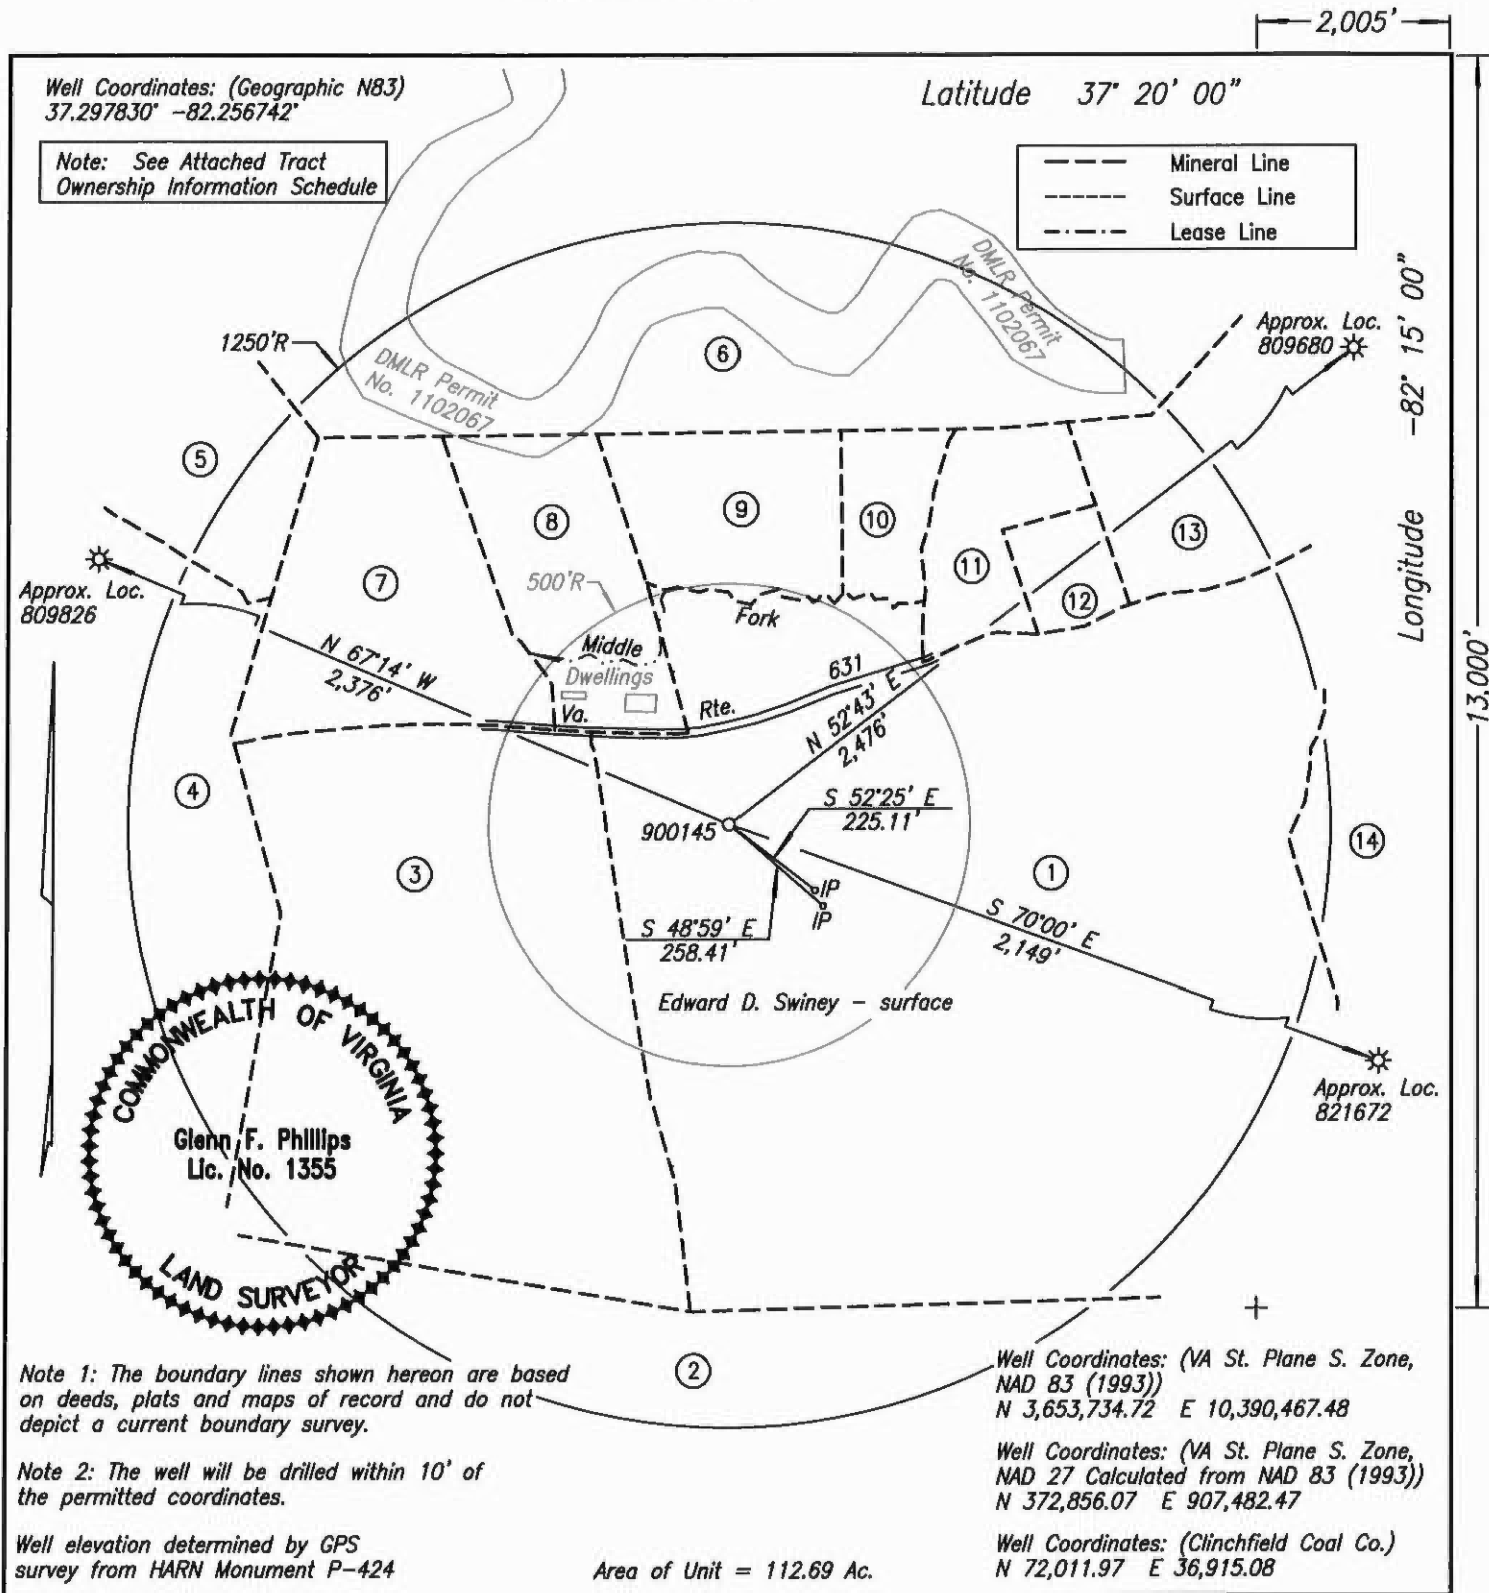 2,005'
Well Coordinates: (Geographic N83)
37.297830° -82.256742°
Latitude 37° 20' 00"
Note: See Attached Tract
Ownership Information Schedule
Mineral Line
Surface Line
Lease Line
DMLR Permit
No. 1102067
-82° 15' 00"
Longitude
13,000'
Approx. Loc.
809680
1250'R
6
DMLR Permit
No. 1102067
5
7
8
9
10
11
12
13
Approx. Loc.
809826
500'R
Fork
Middle
Dwellings
N 67°14' W
2,376'
631
Va.
Rte.
N 52°43' E
2,476'
4
S 52°25' E
225.11'
900145
14
3
1
IP
IP
S 48°59' E
258.41'
S 70°00' E
2,149'
Edward D. Swiney - surface
COMMONWEALTH OF VIRGINIA
Glenn F. Phillips
Lic. No. 1355
LAND SURVEYOR
Approx. Loc.
821672
2
Note 1: The boundary lines shown hereon are based
on deeds, plats and maps of record and do not
depict a current boundary survey.
Note 2: The well will be drilled within 10' of
the permitted coordinates.
Well elevation determined by GPS
survey from HARN Monument P-424
Area of Unit = 112.69 Ac.
Well Coordinates: (VA St. Plane S. Zone,
NAD 83 (1993))
N 3,653,734.72 E 10,390,467.48
Well Coordinates: (VA St. Plane S. Zone,
NAD 27 Calculated from NAD 83 (1993))
N 372,856.07 E 907,482.47
Well Coordinates: (Clinchfield Coal Co.)
N 72,011.97 E 36,915.08